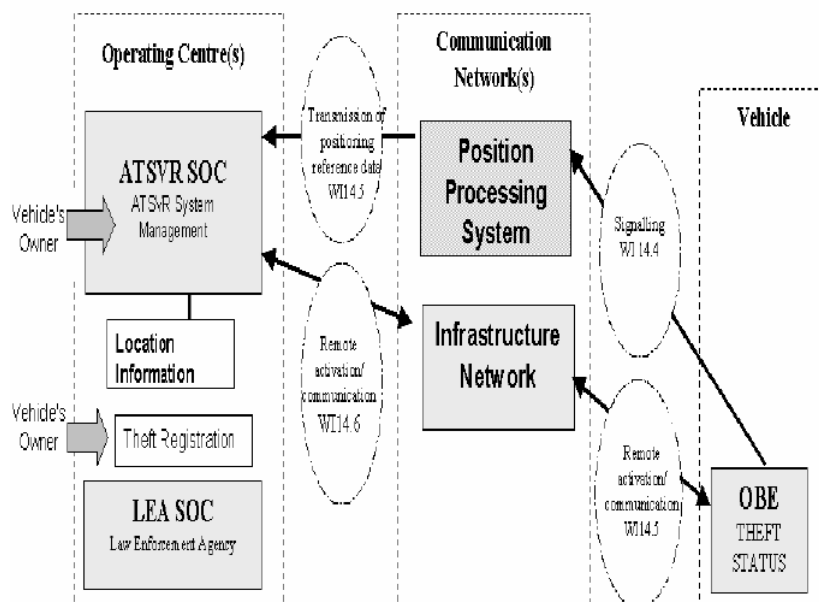 Operating Centre(s)
Communication
Network(s)
Vehicle
Transmission of
positioning
reference data
WI14.5
ATSVR SOC
ATSVR System
Management
Vehicle's
Owner
Position
Processing
System
Signalling
WI 14.4
Location
Information
Remote
activation/
communication
WI14.6
Infrastructure
Network
Vehicle's
Owner
Theft Registration
LEA SOC
Law Enforcement Agency
Remote
activation/
communication
WI14.5
OBE
THEFT
STATUS